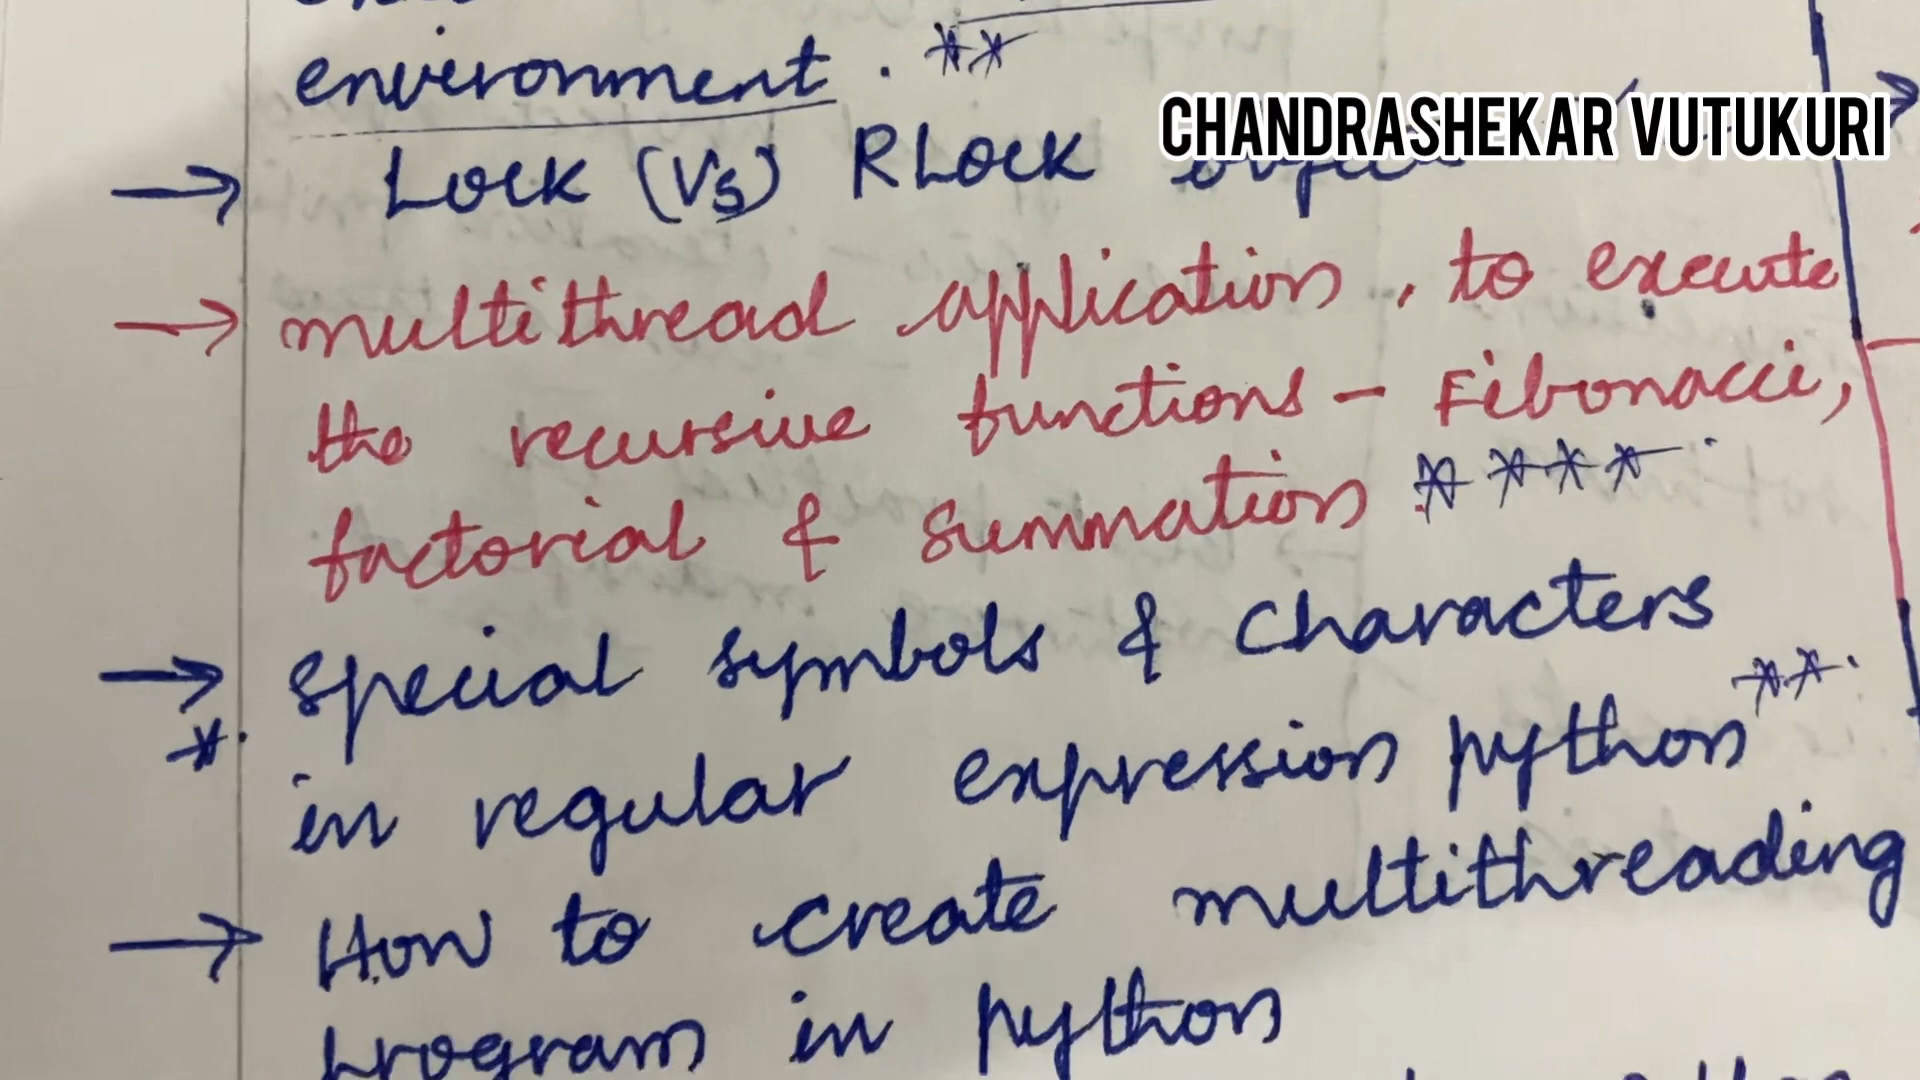 environment . **
CHANDRASHEKAR VUTUKURI
→ Lock (Vs) RLock object
→ multithread application, to execute
the recursive functions - Fibonacci,
factorial & summation. ****
→ special symbols & characters
* in regular expression python **
→ How to create multithreading
program in python